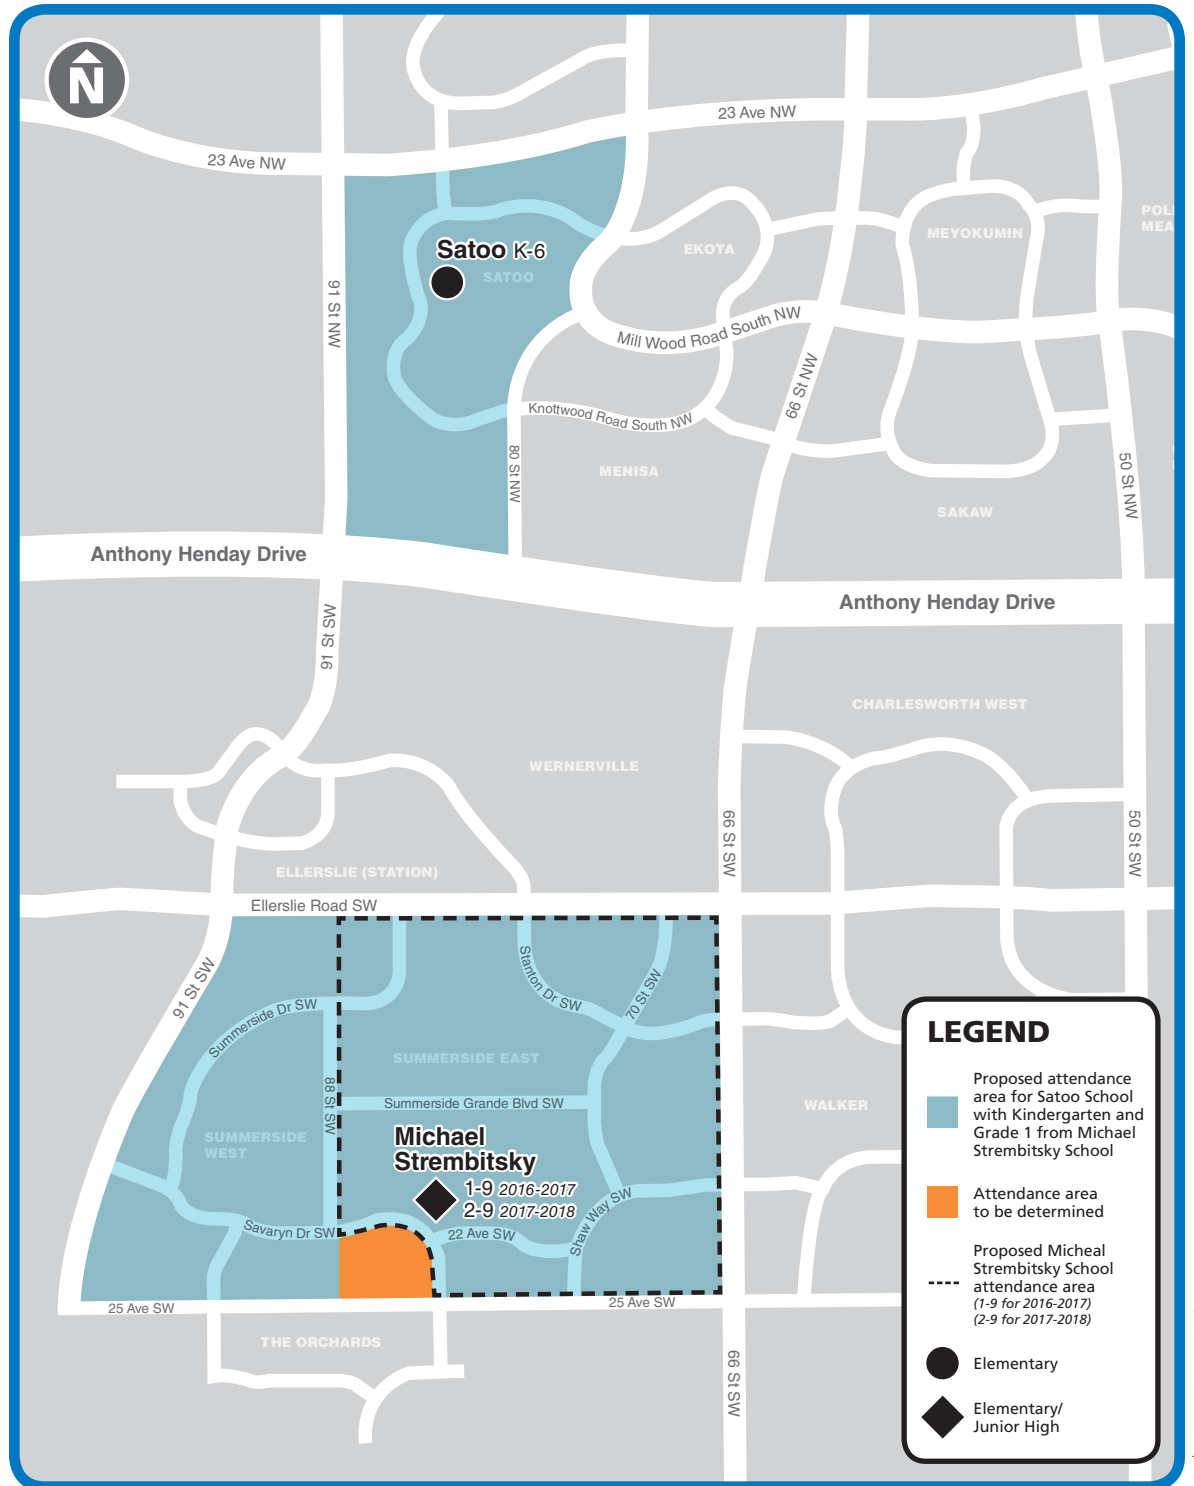 N
23 Ave NW
23 Ave NW
POL
MEA
MEYOKUMIN
EKOTA
Satoo K-6
SATOO
91 St NW
Mill Wood Road South NW
66 St NW
Knottwood Road South NW
80 St NW
MENISA
50 St NW
SAKAW
Anthony Henday Drive
Anthony Henday Drive
91 St SW
CHARLESWORTH WEST
WERNERVILLE
66 St SW
50 St SW
ELLERSLIE (STATION)
Ellerslie Road SW
91 St SW
Stanton Dr SW
70 St SW
Summerside Dr SW
SUMMERSIDE EAST
88 St SW
Summerside Grande Blvd SW
WALKER
SUMMERSIDE
WEST
Michael
Strembitsky
1-9 2016-2017
2-9 2017-2018
Shaw Way SW
Savaryn Dr SW
22 Ave SW
25 Ave SW
25 Ave SW
THE ORCHARDS
66 St SW
LEGEND
Proposed attendance
area for Satoo School
with Kindergarten and
Grade 1 from Michael
Strembitsky School
Attendance area
to be determined
Proposed Micheal
Strembitsky School
attendance area
(1-9 for 2016-2017)
(2-9 for 2017-2018)
Elementary
Elementary/
Junior High